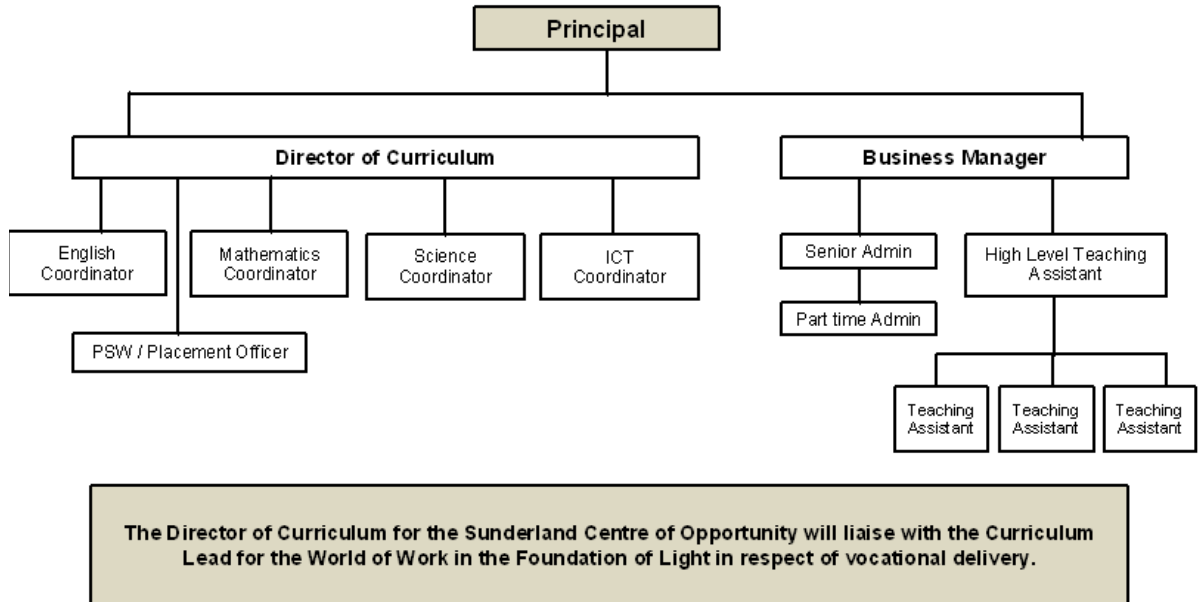 Principal
Director of Curriculum
Business Manager
English
Coordinator
Mathematics
Coordinator
Science
Coordinator
ICT
Coordinator
Senior Admin
High Level Teaching
Assistant
Part time Admin
PSW / Placement Officer
Teaching
Assistant
Teaching
Assistant
Teaching
Assistant
The Director of Curriculum for the Sunderland Centre of Opportunity will liaise with the Curriculum
Lead for the World of Work in the Foundation of Light in respect of vocational delivery.